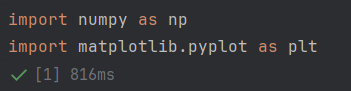 import numpy as np
import matplotlib.pyplot as plt
[1] 816ms